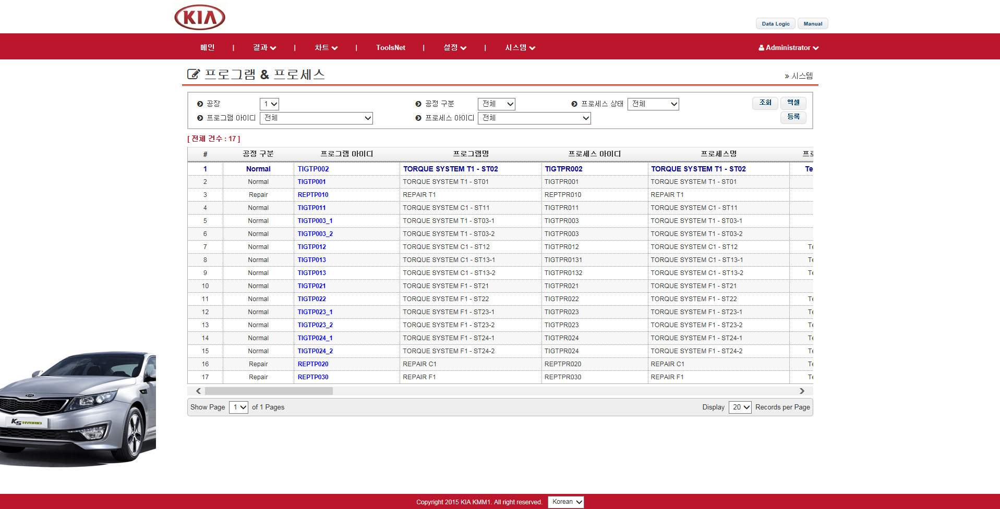 KIA
Data Logic Manual
메인 | 결과 | 차트 | ToolsNet | 설정 | 시스템 Administrator
프로그램 & 프로세스 » 시스템
공장 1 공정 구분 전체 프로세스 상태 전체 조회 엑셀
프로그램 아이디 전체 프로세스 아이디 전체 등록
[ 전체 건수 : 17 ]
# 공정 구분 프로그램 아이디 프로그램명 프로세스 아이디 프로세스명 프로
1 Normal TIGTP002 TORQUE SYSTEM T1 - ST02 TIGTPR002 TORQUE SYSTEM T1 - ST02 Te
2 Normal TIGTP001 TORQUE SYSTEM T1 - ST01 TIGTPR001 TORQUE SYSTEM T1 - ST01
3 Repair REPTP010 REPAIR T1 REPTPR010 REPAIR T1
4 Normal TIGTP011 TORQUE SYSTEM C1 - ST11 TIGTPR011 TORQUE SYSTEM C1 - ST11
5 Normal TIGTP003_1 TORQUE SYSTEM T1 - ST03-1 TIGTPR003 TORQUE SYSTEM T1 - ST03-1
6 Normal TIGTP003_2 TORQUE SYSTEM T1 - ST03-2 TIGTPR003 TORQUE SYSTEM T1 - ST03-2
7 Normal TIGTP012 TORQUE SYSTEM C1 - ST12 TIGTPR012 TORQUE SYSTEM C1 - ST12 Te
8 Normal TIGTP013 TORQUE SYSTEM C1 - ST13-1 TIGTPR0131 TORQUE SYSTEM C1 - ST13-1 Te
9 Normal TIGTP013 TORQUE SYSTEM C1 - ST13-2 TIGTPR0132 TORQUE SYSTEM C1 - ST13-2 Te
10 Normal TIGTP021 TORQUE SYSTEM F1 - ST21 TIGTPR021 TORQUE SYSTEM F1 - ST21
11 Normal TIGTP022 TORQUE SYSTEM F1 - ST22 TIGTPR022 TORQUE SYSTEM F1 - ST22 Te
12 Normal TIGTP023_1 TORQUE SYSTEM F1 - ST23-1 TIGTPR023 TORQUE SYSTEM F1 - ST23-1 Te
13 Normal TIGTP023_2 TORQUE SYSTEM F1 - ST23-2 TIGTPR023 TORQUE SYSTEM F1 - ST23-2 Te
14 Normal TIGTP024_1 TORQUE SYSTEM F1 - ST24-1 TIGTPR024 TORQUE SYSTEM F1 - ST24-1 Te
15 Normal TIGTP024_2 TORQUE SYSTEM F1 - ST24-2 TIGTPR024 TORQUE SYSTEM F1 - ST24-2 Te
16 Repair REPTP020 REPAIR C1 REPTPR020 REPAIR C1 Te
17 Repair REPTP030 REPAIR F1 REPTPR030 REPAIR F1 Te
Show Page 1 of 1 Pages Display 20 Records per Page
K5 HYBRID
Copyright 2015 KIA KMM1. All right reserved. Korean